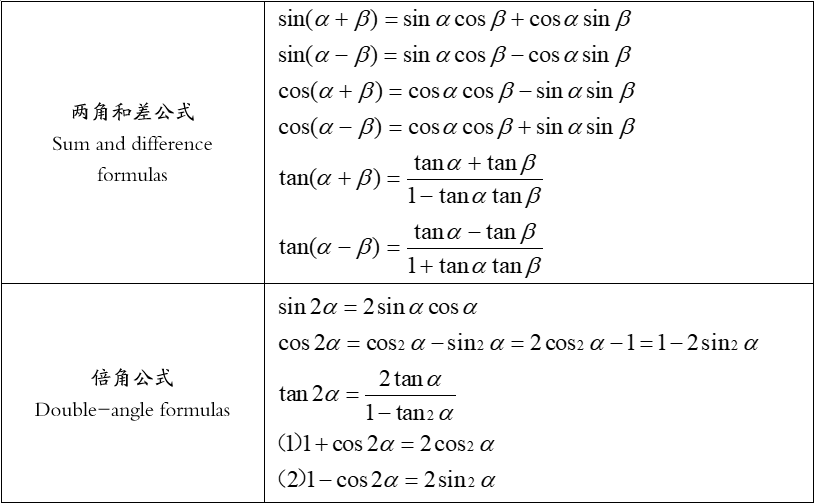 两角和差公式
Sum and difference
formulas
sin(α + β) = sin α cos β + cos α sin β
sin(α − β) = sin α cos β − cos α sin β
cos(α + β) = cos α cos β − sin α sin β
cos(α − β) = cos α cos β + sin α sin β
tan(α + β) = (tan α + tan β) / (1 − tan α tan β)
tan(α − β) = (tan α − tan β) / (1 + tan α tan β)
倍角公式
Double-angle formulas
sin 2α = 2 sin α cos α
cos 2α = cos2 α − sin2 α = 2 cos2 α − 1 = 1 − 2 sin2 α
tan 2α = 2 tan α / (1 − tan2 α)
(1)1 + cos 2α = 2 cos2 α
(2)1 − cos 2α = 2 sin2 α